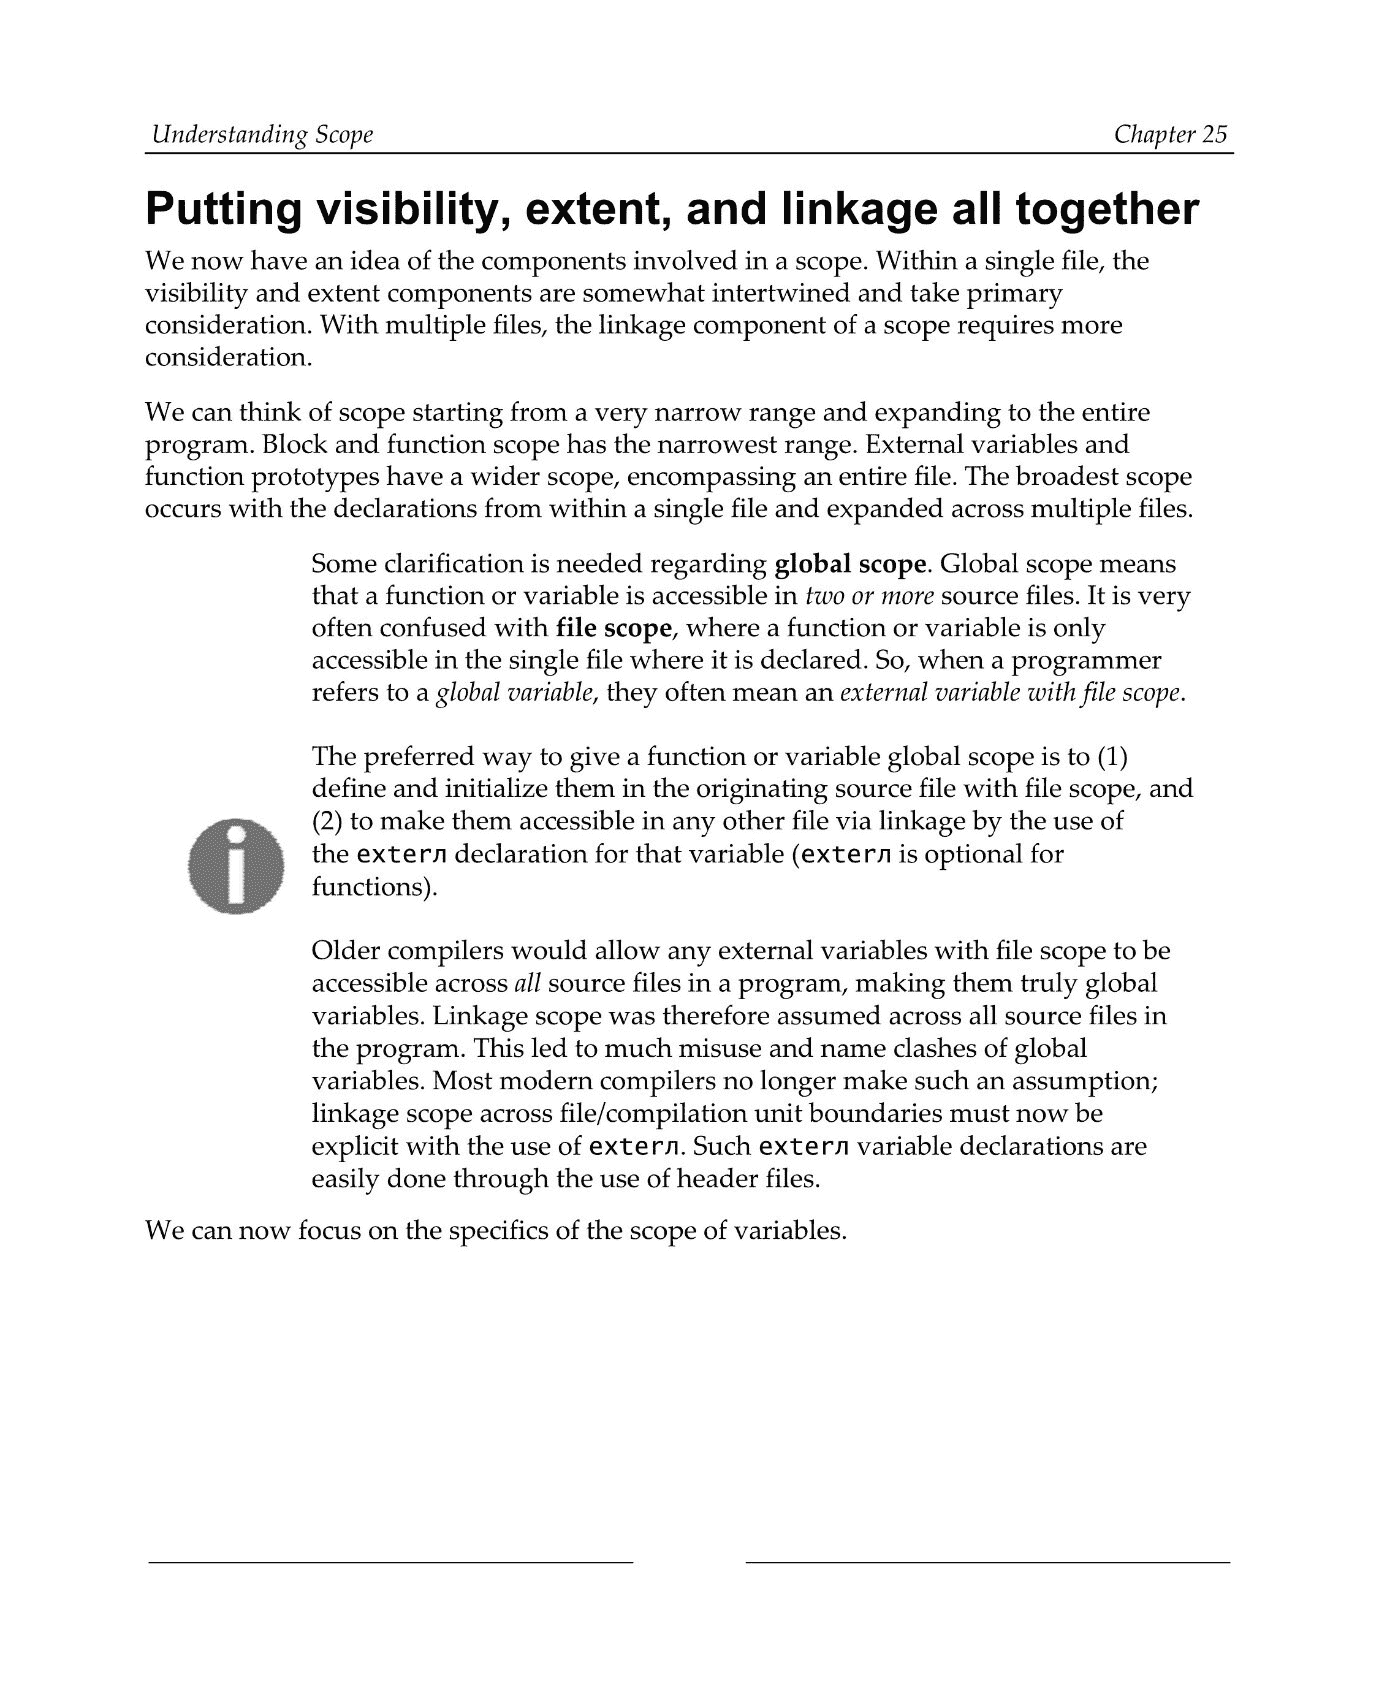 Understanding Scope Chapter 25
Putting visibility, extent, and linkage all together
We now have an idea of the components involved in a scope. Within a single file, the
visibility and extent components are somewhat intertwined and take primary
consideration. With multiple files, the linkage component of a scope requires more
consideration.
We can think of scope starting from a very narrow range and expanding to the entire
program. Block and function scope has the narrowest range. External variables and
function prototypes have a wider scope, encompassing an entire file. The broadest scope
occurs with the declarations from within a single file and expanded across multiple files.
Some clarification is needed regarding global scope. Global scope means
that a function or variable is accessible in two or more source files. It is very
often confused with file scope, where a function or variable is only
accessible in the single file where it is declared. So, when a programmer
refers to a global variable, they often mean an external variable with file scope.
The preferred way to give a function or variable global scope is to (1)
define and initialize them in the originating source file with file scope, and
(2) to make them accessible in any other file via linkage by the use of
the exterл declaration for that variable (exterл is optional for
functions).
Older compilers would allow any external variables with file scope to be
accessible across all source files in a program, making them truly global
variables. Linkage scope was therefore assumed across all source files in
the program. This led to much misuse and name clashes of global
variables. Most modern compilers no longer make such an assumption;
linkage scope across file/compilation unit boundaries must now be
explicit with the use of exterл. Such exterл variable declarations are
easily done through the use of header files.
We can now focus on the specifics of the scope of variables.